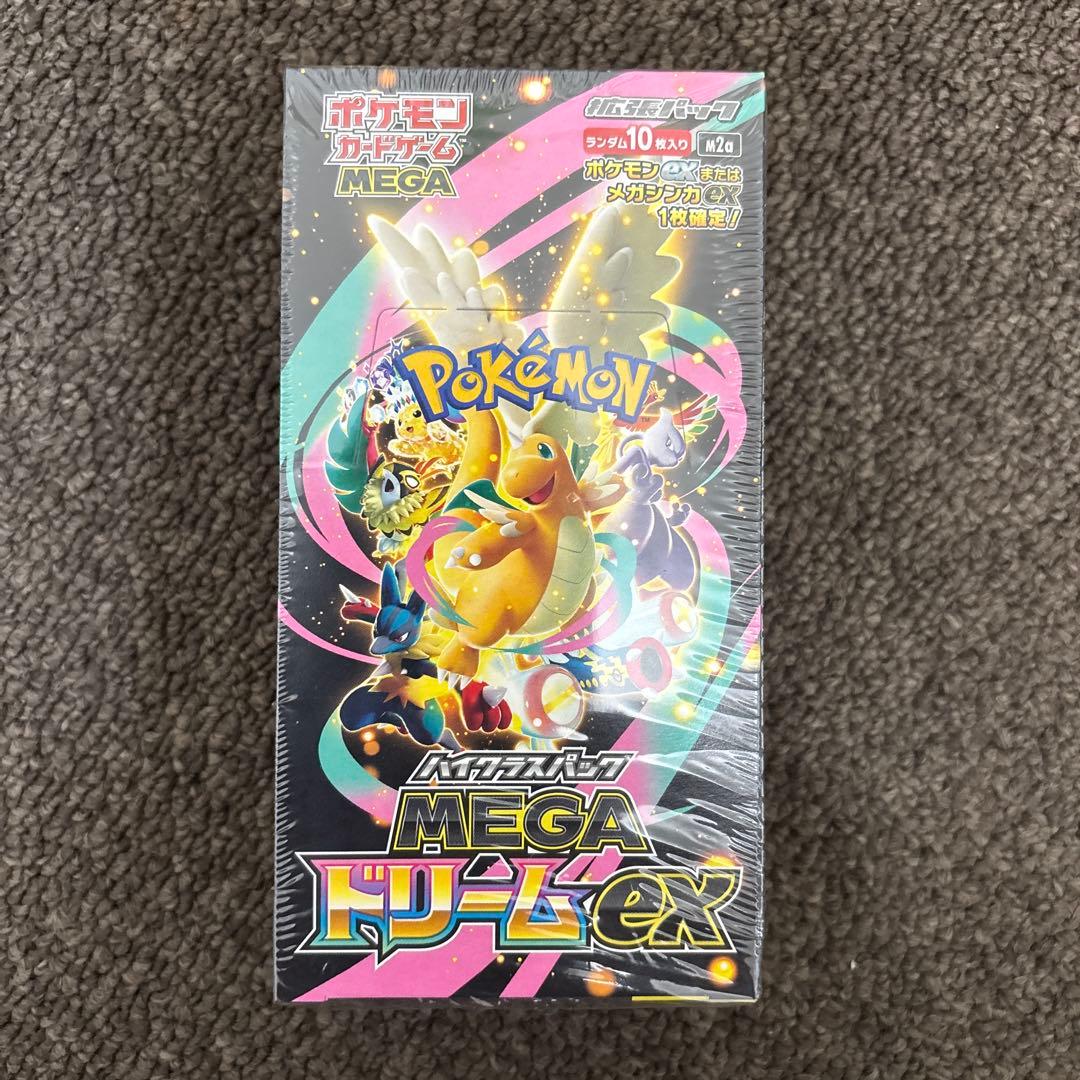 ポケモン
カードゲーム
MEGA
拡張パック
ランダム10枚入り
M2a
ポケモンexまたは
メガシンカex
1枚確定!
POKéMON
TM
ハイクラスパック
MEGA
ドリームex